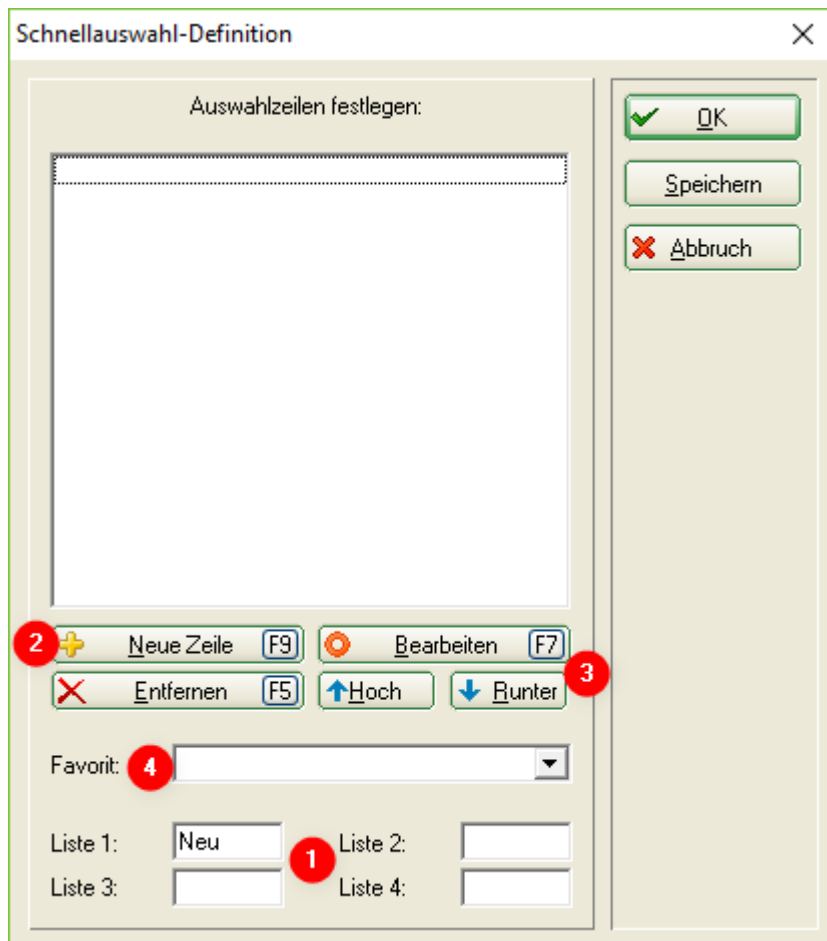 Schnellauswahl-Definition
Auswahlzeilen festlegen:
OK
Speichern
Abbruch
2 Neue Zeile F9 Bearbeiten F7
3
Entfernen F5 Hoch Runter
Favorit: 4
Liste 1: Neu 1 Liste 2:
Liste 3: Liste 4: